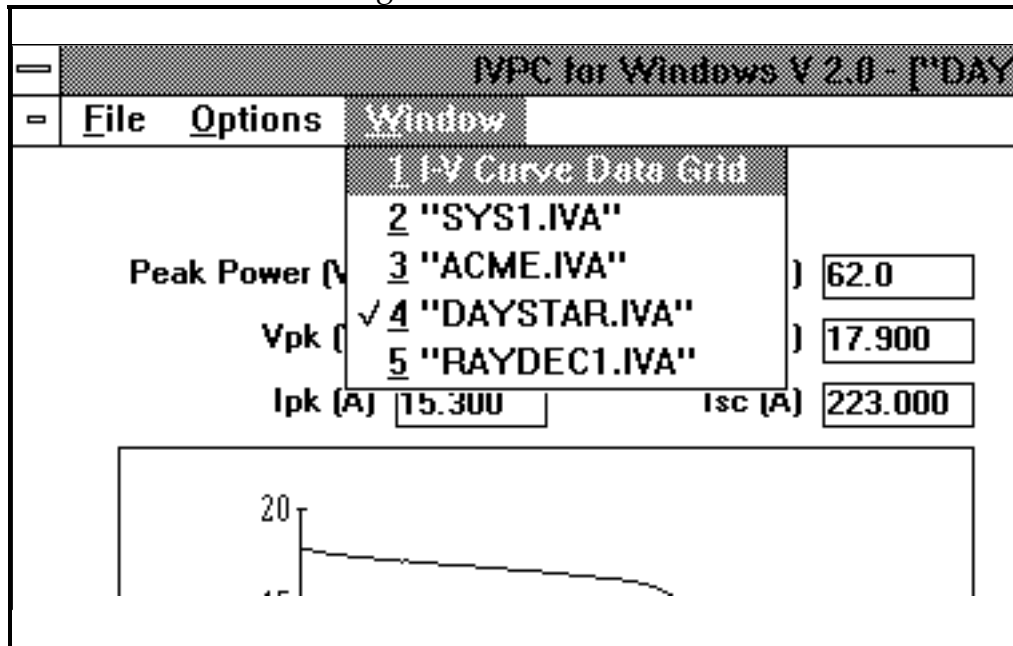 IVPC for Windows V 2.0 - ["DAY
File Options Window
1 I-V Curve Data Grid
2 "SYS1.IVA"
3 "ACME.IVA"
√ 4 "DAYSTAR.IVA"
5 "RAYDEC1.IVA"
Peak Power ( ) 62.0
Vpk ( ) 17.900
Ipk (A) 15.300 Isc (A) 223.000
20
15